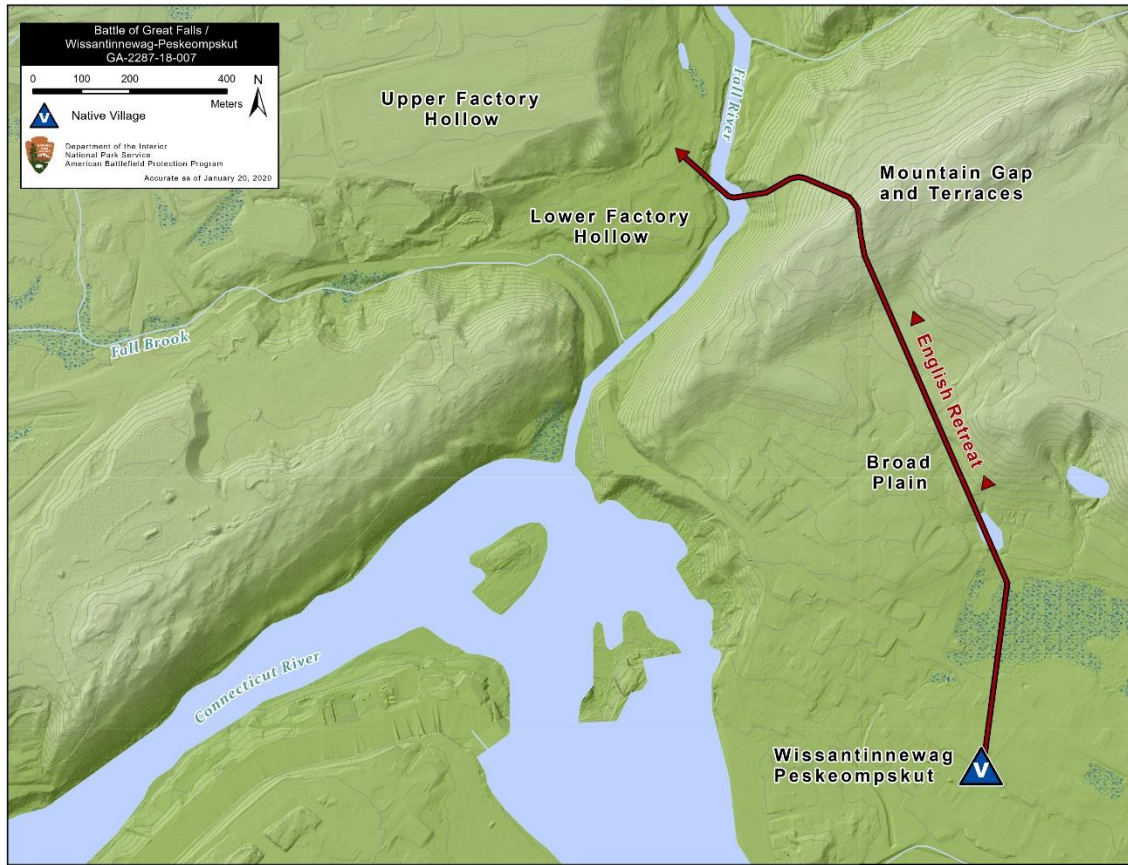 Battle of Great Falls /
Wissantinnewag-Peskeompskut
GA-2287-18-007
0 100 200 400
Meters
N
V Native Village
Department of the Interior
National Park Service
American Battlefield Protection Program
Accurate as of January 20, 2020
Upper Factory
Hollow
Fall River
Mountain Gap
and Terraces
Lower Factory
Hollow
Fall Brook
English Retreat
Broad
Plain
Connecticut River
Wissantinnewag
Peskeompskut
V